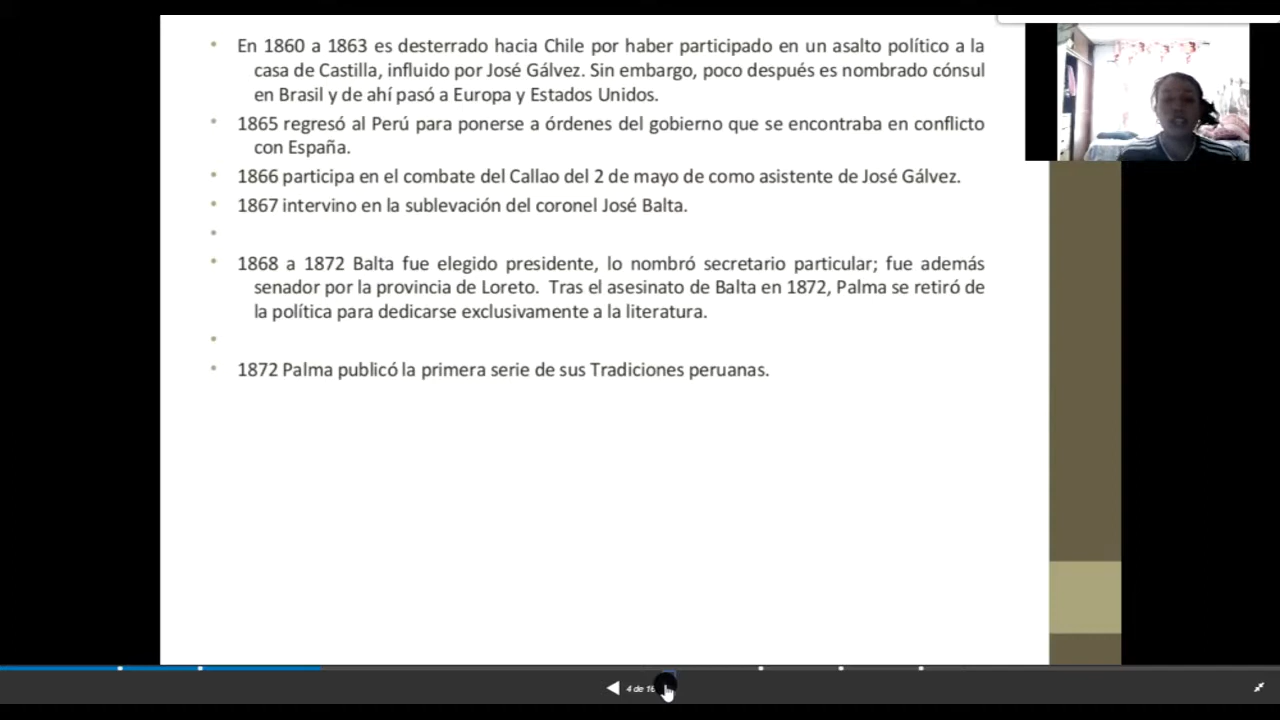 En 1860 a 1863 es desterrado hacia Chile por haber participado en un asalto político a la
casa de Castilla, influido por José Gálvez. Sin embargo, poco después es nombrado cónsul
en Brasil y de ahí pasó a Europa y Estados Unidos.
1865 regresó al Perú para ponerse a órdenes del gobierno que se encontraba en conflicto
con España.
1866 participa en el combate del Callao del 2 de mayo de como asistente de José Gálvez.
1867 intervino en la sublevación del coronel José Balta.
1868 a 1872 Balta fue elegido presidente, lo nombró secretario particular; fue además
senador por la provincia de Loreto. Tras el asesinato de Balta en 1872, Palma se retiró de
la política para dedicarse exclusivamente a la literatura.
1872 Palma publicó la primera serie de sus Tradiciones peruanas.
4 de 16